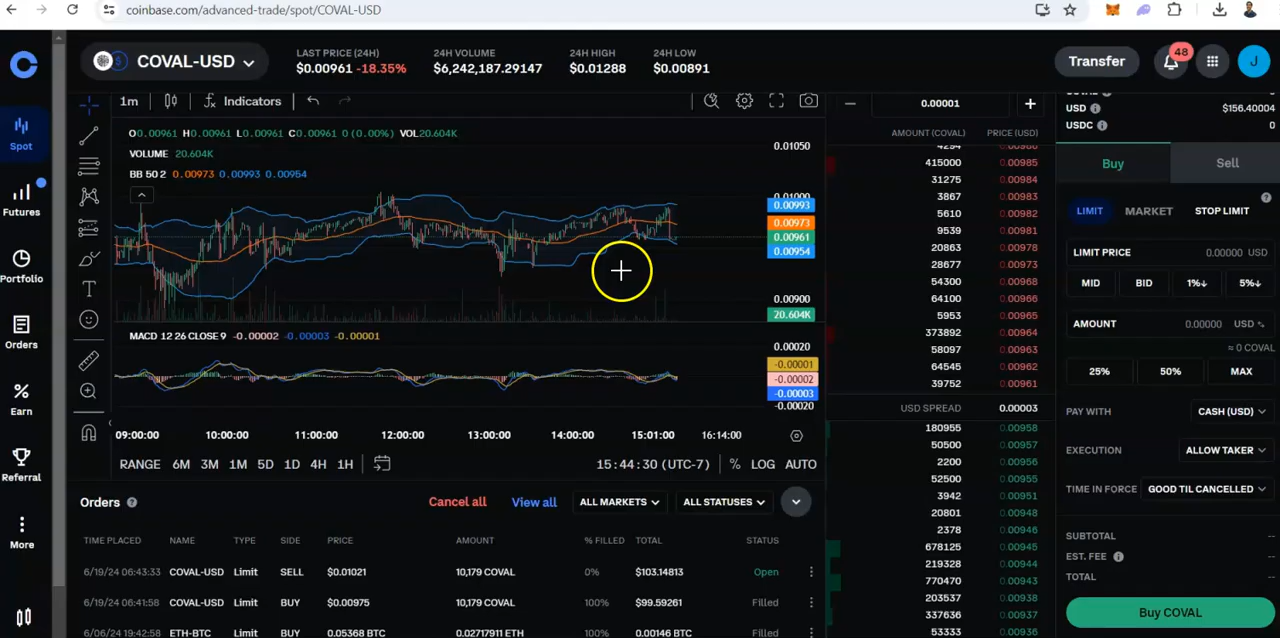 coinbase.com/advanced-trade/spot/COVAL-USD
COVAL-USD
LAST PRICE (24H)
$0.00961 -18.35%
24H VOLUME
$6,242,187.29147
24H HIGH
$0.01288
24H LOW
$0.00891
Transfer
48
J
Spot
Futures
Portfolio
Orders
Earn
Referral
More
1m
Indicators
O0.00961 H0.00961 L0.00961 C0.00961 0 (0.00%) VOL20.604K
VOLUME 20.604K
BB 50 2 0.00973 0.00993 0.00954
0.01050
0.01000
0.00993
0.00973
0.00961
0.00954
0.00900
20.604K
MACD 12 26 CLOSE 9 -0.00002 -0.00003 -0.00001
0.00020
-0.00001
-0.00002
-0.00003
-0.00020
09:00:00 10:00:00 11:00:00 12:00:00 13:00:00 14:00:00 15:01:00 16:14:00
RANGE 6M 3M 1M 5D 1D 4H 1H
15:44:30 (UTC-7) % LOG AUTO
Orders
Cancel all
View all
ALL MARKETS
ALL STATUSES
TIME PLACED NAME TYPE SIDE PRICE AMOUNT % FILLED TOTAL STATUS
6/19/24 06:43:33 COVAL-USD Limit SELL $0.01021 10,179 COVAL 0% $103.14813 Open
6/19/24 06:41:58 COVAL-USD Limit BUY $0.00975 10,179 COVAL 100% $99.59261 Filled
6/06/24 19:42:58 ETH-BTC Limit BUY 0.05368 BTC 0.02717911 ETH 100% 0.00146 BTC Filled
0.00001
AMOUNT (COVAL) PRICE (USD)
4294 0.00986
415000 0.00985
31275 0.00984
3867 0.00983
5610 0.00982
9539 0.00981
20863 0.00978
28677 0.00973
54300 0.00968
64100 0.00966
5953 0.00965
373892 0.00964
58097 0.00963
64545 0.00962
39752 0.00961
USD SPREAD 0.00003
180955 0.00958
50500 0.00957
2200 0.00956
52500 0.00955
3942 0.00951
20801 0.00949
2378 0.00946
678125 0.00945
219328 0.00944
770470 0.00943
203537 0.00938
337636 0.00937
53333 0.00936
COVAL 0
USD $156.40004
USDC 0
Buy
Sell
LIMIT MARKET STOP LIMIT
LIMIT PRICE 0.00000 USD
MID BID 1%↓ 5%↓
AMOUNT 0.00000 USD
≈ 0 COVAL
25% 50% MAX
PAY WITH CASH (USD)
EXECUTION ALLOW TAKER
TIME IN FORCE GOOD TIL CANCELLED
SUBTOTAL --
EST. FEE --
TOTAL --
Buy COVAL